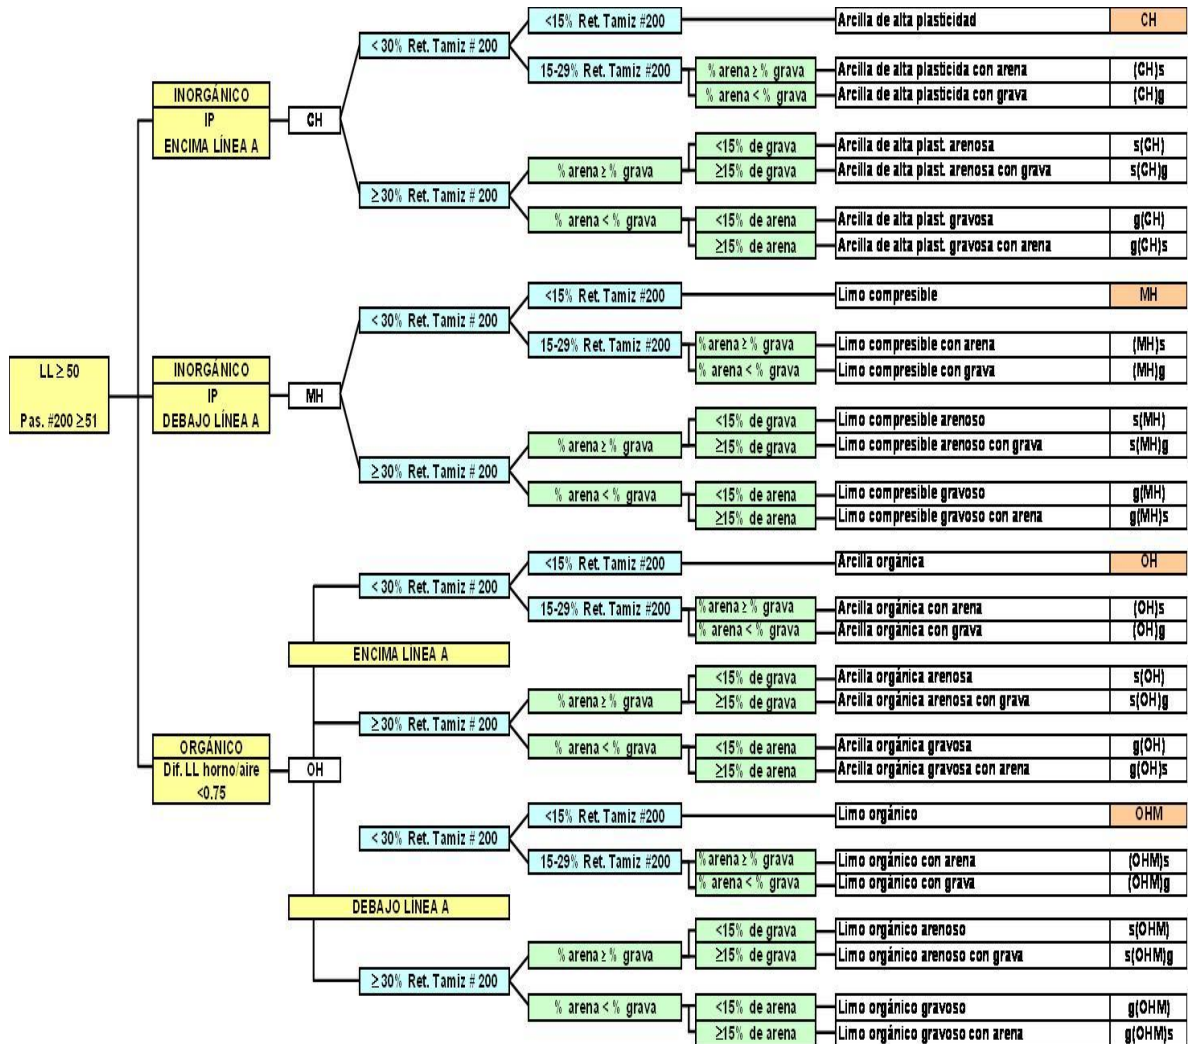 <15% Ret. Tamiz #200 Arcilla de alta plasticidad CH
< 30% Ret. Tamiz # 200
15-29% Ret. Tamiz #200 % arena ≥ % grava Arcilla de alta plasticida con arena (CH)s
% arena < % grava Arcilla de alta plasticida con grava (CH)g
INORGÁNICO
IP
ENCIMA LÍNEA A
CH
<15% de grava Arcilla de alta plast. arenosa s(CH)
% arena ≥ % grava ≥15% de grava Arcilla de alta plast. arenosa con grava s(CH)g
≥ 30% Ret. Tamiz # 200
% arena < % grava <15% de arena Arcilla de alta plast. gravosa g(CH)
≥15% de arena Arcilla de alta plast. gravosa con arena g(CH)s
<15% Ret. Tamiz #200 Limo compresible MH
< 30% Ret. Tamiz # 200
15-29% Ret. Tamiz #200 % arena ≥ % grava Limo compresible con arena (MH)s
% arena < % grava Limo compresible con grava (MH)g
LL ≥ 50
Pas. #200 ≥51
INORGÁNICO
IP
DEBAJO LÍNEA A
MH
<15% de grava Limo compresible arenoso s(MH)
% arena ≥ % grava ≥15% de grava Limo compresible arenoso con grava s(MH)g
≥ 30% Ret. Tamiz # 200
% arena < % grava <15% de arena Limo compresible gravoso g(MH)
≥15% de arena Limo compresible gravoso con arena g(MH)s
<15% Ret. Tamiz #200 Arcilla orgánica OH
< 30% Ret. Tamiz # 200
15-29% Ret. Tamiz #200 % arena ≥ % grava Arcilla orgánica con arena (OH)s
% arena < % grava Arcilla orgánica con grava (OH)g
ENCIMA LÍNEA A
<15% de grava Arcilla orgánica arenosa s(OH)
% arena ≥ % grava ≥15% de grava Arcilla orgánica arenosa con grava s(OH)g
≥ 30% Ret. Tamiz # 200
% arena < % grava <15% de arena Arcilla orgánica gravosa g(OH)
≥15% de arena Arcilla orgánica gravosa con arena g(OH)s
ORGÁNICO
Dif. LL horno/aire
<0.75
OH
<15% Ret. Tamiz #200 Limo orgánico OHM
< 30% Ret. Tamiz # 200
15-29% Ret. Tamiz #200 % arena ≥ % grava Limo orgánico con arena (OHM)s
% arena < % grava Limo orgánico con grava (OHM)g
DEBAJO LÍNEA A
<15% de grava Limo orgánico arenoso s(OHM)
% arena ≥ % grava ≥15% de grava Limo orgánico arenoso con grava s(OHM)g
≥ 30% Ret. Tamiz # 200
% arena < % grava <15% de arena Limo orgánico gravoso g(OHM)
≥15% de arena Limo orgánico gravoso con arena g(OHM)s